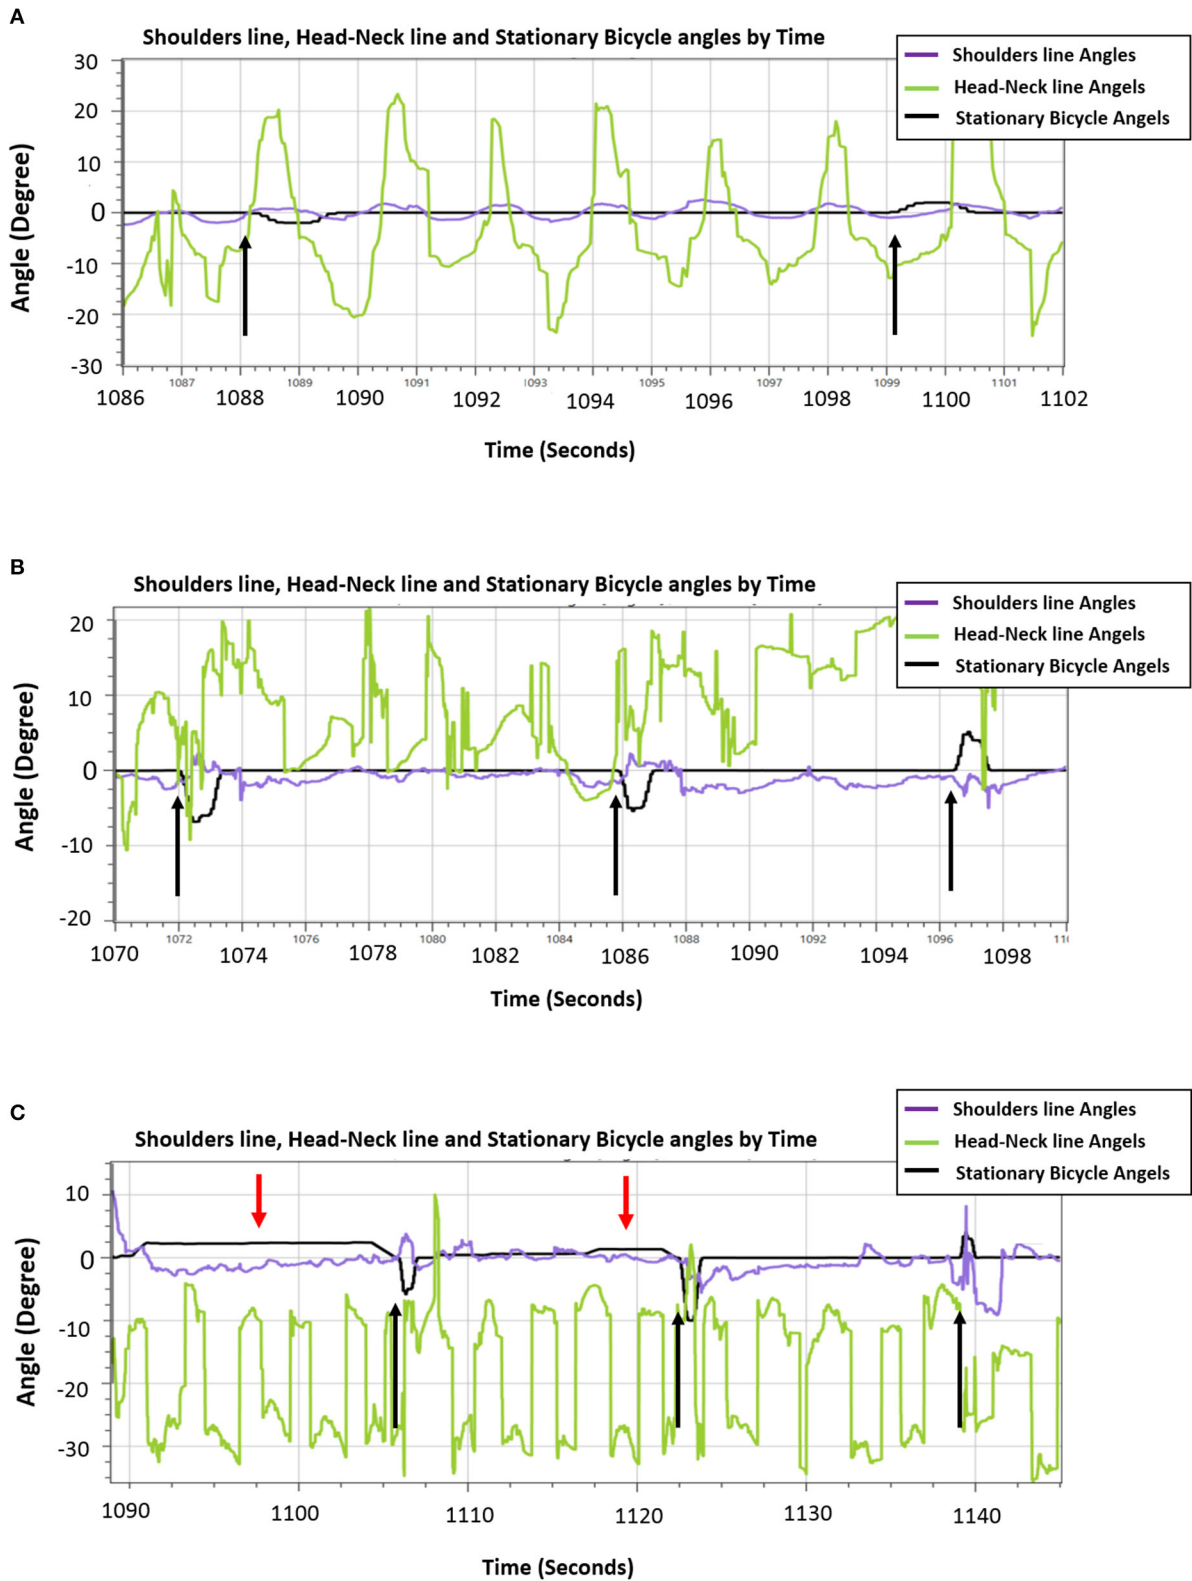 A
Shoulders line, Head-Neck line and Stationary Bicycle angles by Time
Shoulders line Angles
Head-Neck line Angels
Stationary Bicycle Angels
30
20
10
0
-10
-20
-30
Angle (Degree)
1087 1089 1091 1093 1095 1097 1099 1101
1086 1088 1090 1092 1094 1096 1098 1100 1102
Time (Seconds)
B
Shoulders line, Head-Neck line and Stationary Bicycle angles by Time
Shoulders line Angles
Head-Neck line Angels
Stationary Bicycle Angels
20
10
0
-10
-20
Angle (Degree)
1072 1076 1080 1084 1088 1092 1096
1070 1074 1078 1082 1086 1090 1094 1098
Time (Seconds)
C
Shoulders line, Head-Neck line and Stationary Bicycle angles by Time
Shoulders line Angles
Head-Neck line Angels
Stationary Bicycle Angels
10
0
-10
-20
-30
Angle (Degree)
1090 1100 1110 1120 1130 1140
Time (Seconds)